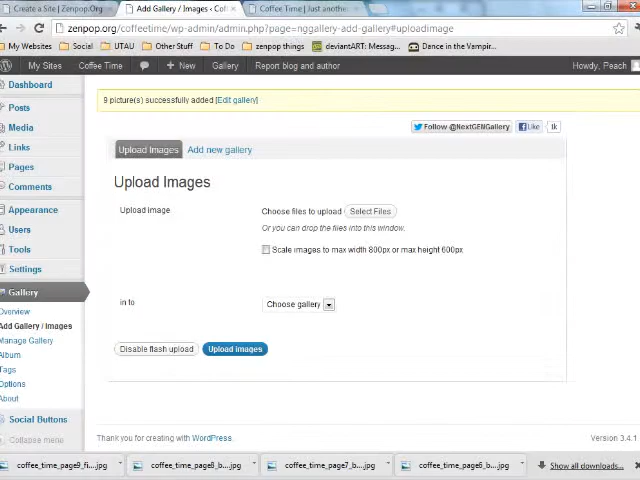 Create a Site | Zenpop.org
Add Gallery / Images ‹ Cof
Coffee Time | Just anothe
zenpop.org/coffeetime/wp-admin/admin.php?page=nggallery-add-gallery#uploadimage
My Websites
Social
UTAU
Other Stuff
To Do
zenpop things
deviantART: Messag...
Dance in the Vampir...
My Sites
Coffee Time
+ New
Gallery
Report blog and author
Howdy, Peach
Dashboard
Posts
Media
Links
Pages
Comments
Appearance
Users
Tools
Settings
Gallery
Overview
Add Gallery / Images
Manage Gallery
Album
Tags
Options
About
Social Buttons
Collapse menu
9 picture(s) successfully added [Edit gallery]
Follow @NextGENGallery
Like
1k
Upload Images
Add new gallery
Upload Images
Upload image
Choose files to upload
Select Files
Or you can drop the files into this window.
Scale images to max width 800px or max height 600px
in to
Choose gallery
Disable flash upload
Upload images
Thank you for creating with WordPress.
Version 3.4.1
coffee_time_page9_fi....jpg
coffee_time_page8_b....jpg
coffee_time_page7_b....jpg
coffee_time_page6_b....jpg
Show all downloads...